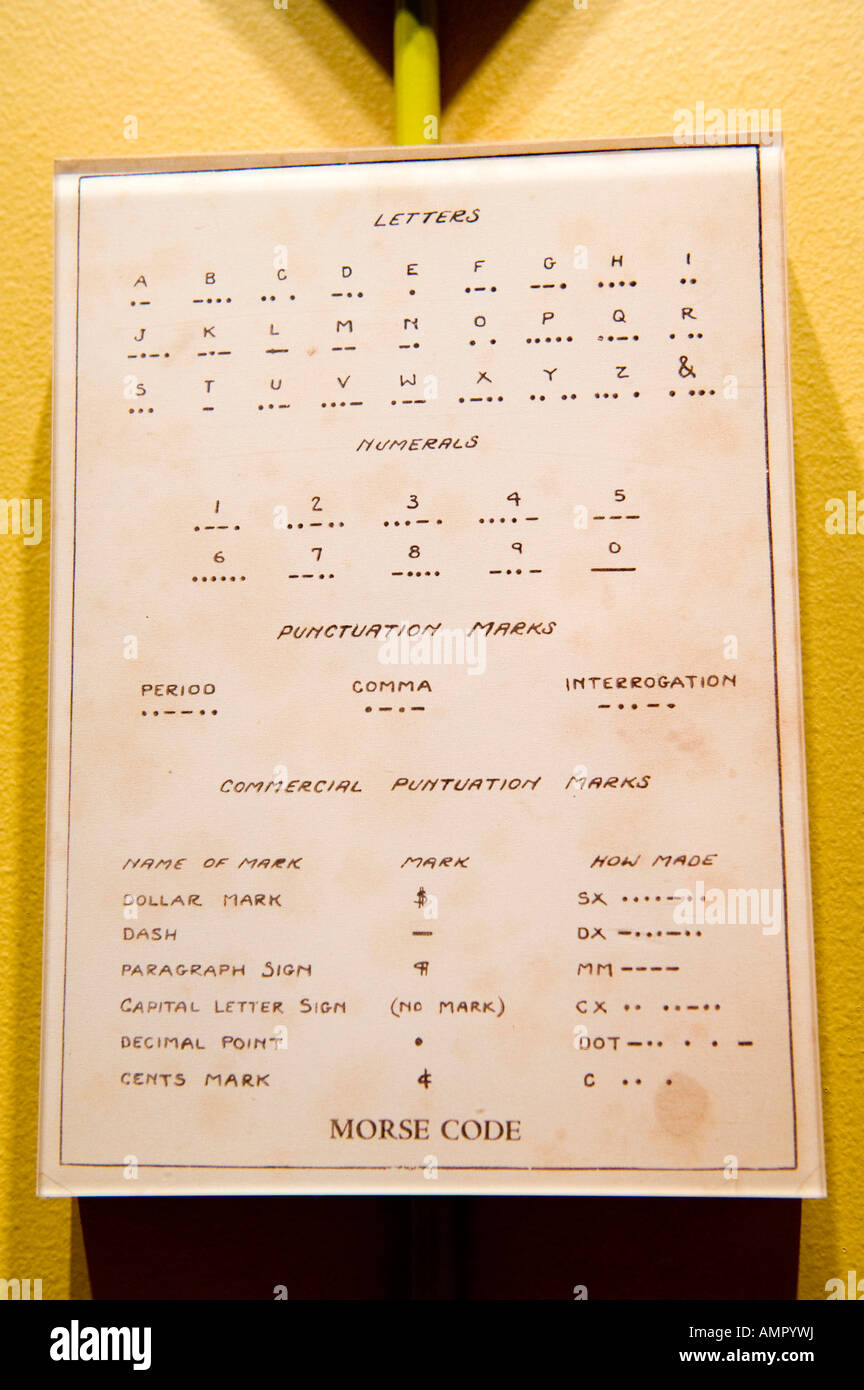 LETTERS
A B C D E F G H I
•– –••• •• • –•• • •–• ––• •••• ••
J K L M N O P Q R
–•–• –•– — –– –• • • ••••• ••–• • ••
S T U V W X Y Z &
••• – ••– •••– •–– •–•• •• •• ••• • • •••
NUMERALS
1 2 3 4 5
•––• ••–•• •••–• ••••– –––
6 7 8 9 0
•••••• ––•• –•••• –••– —
PUNCTUATION MARKS
PERIOD COMMA INTERROGATION
••––•• •–•– –••–•
COMMERCIAL PUNTUATION MARKS
NAME OF MARK MARK HOW MADE
DOLLAR MARK $ SX ••••–••
DASH — DX –•••–••
PARAGRAPH SIGN ¶ MM ––––
CAPITAL LETTER SIGN (NO MARK) CX •• •–••
DECIMAL POINT • DOT –•• • • –
CENTS MARK ¢ C •• •
MORSE CODE
alamy
Image ID: AMPYWJ
www.alamy.com